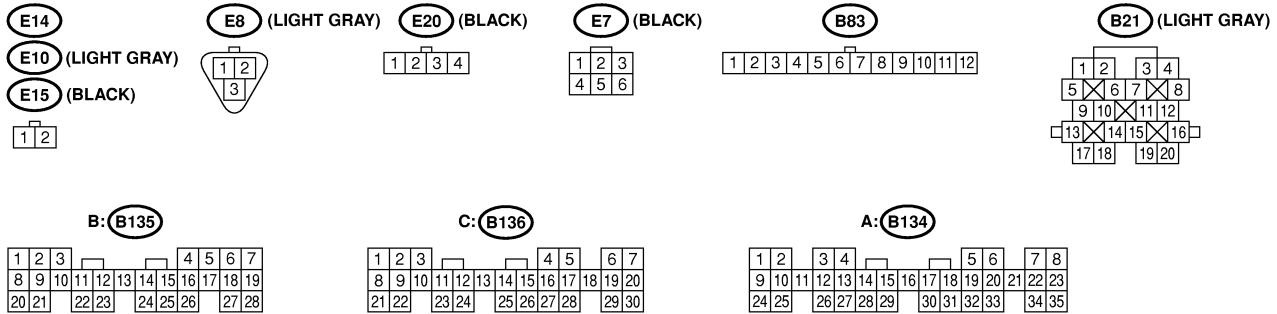 E14
E10 (LIGHT GRAY)
E15 (BLACK)
1 2
E8 (LIGHT GRAY)
1 2
3
E20 (BLACK)
1 2 3 4
E7 (BLACK)
1 2 3
4 5 6
B83
1 2 3 4 5 6 7 8 9 10 11 12
B21 (LIGHT GRAY)
1 2 3 4
5 6 7 8
9 10 11 12
13 14 15 16
17 18 19 20
B: B135
1 2 3 4 5 6 7
8 9 10 11 12 13 14 15 16 17 18 19
20 21 22 23 24 25 26 27 28
C: B136
1 2 3 4 5 6 7
8 9 10 11 12 13 14 15 16 17 18 19 20
21 22 23 24 25 26 27 28 29 30
A: B134
1 2 3 4 5 6 7 8
9 10 11 12 13 14 15 16 17 18 19 20 21 22 23
24 25 26 27 28 29 30 31 32 33 34 35